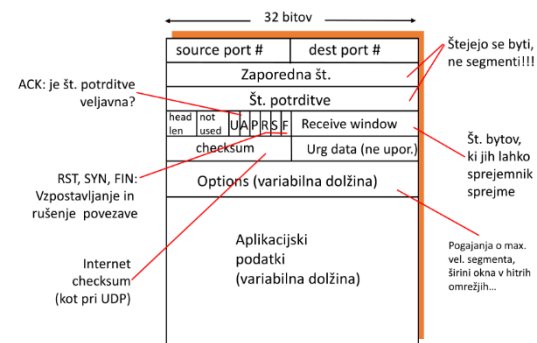 32 bitov
source port #
dest port #
Zaporedna št.
Št. potrditve
head
len
not
used
U A P R S F
Receive window
checksum
Urg data (ne upor.)
Options (variabilna dolžina)
Aplikacijski
podatki
(variabilna dolžina)
ACK: je št. potrditve
veljavna?
RST, SYN, FIN:
Vzpostavljanje in
rušenje povezave
Internet
checksum
(kot pri UDP)
Štejejo se byti,
ne segmenti!!!
Št. bytov,
ki jih lahko
sprejemnik
sprejme
Pogajanja o max.
vel. segmenta,
širini okna v hitrih
omrežjih...